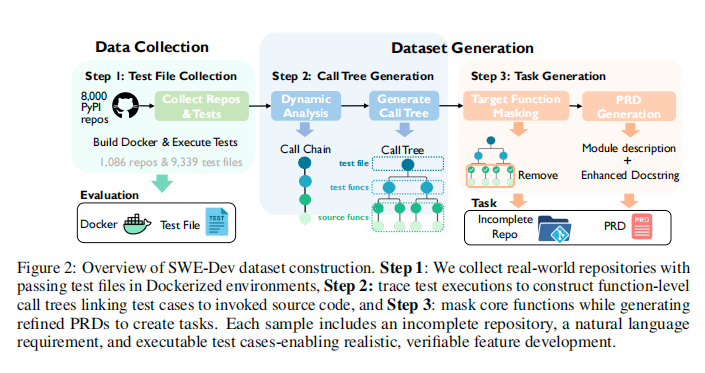 Data Collection
Dataset Generation
Step 1: Test File Collection
8,000
PyPI
repos
Collect Repos
& Tests
Build Docker & Execute Tests
1,086 repos & 9,339 test files
Evaluation
Docker
Test File
TEST
Step 2: Call Tree Generation
Dynamic
Analysis
Generate
Call Tree
Call Chain
CallTree
test file
test funcs
source funcs
Step 3: Task Generation
Target Function
Masking
PRD
Generation
Remove
Module description
+
Enhanced Docstring
Task
Incomplete
Repo
PRD
PRD
Figure 2: Overview of SWE-Dev dataset construction. Step 1: We collect real-world repositories with
passing test files in Dockerized environments, Step 2: trace test executions to construct function-level
call trees linking test cases to invoked source code, and Step 3: mask core functions while generating
refined PRDs to create tasks. Each sample includes an incomplete repository, a natural language
requirement, and executable test cases-enabling realistic, verifiable feature development.